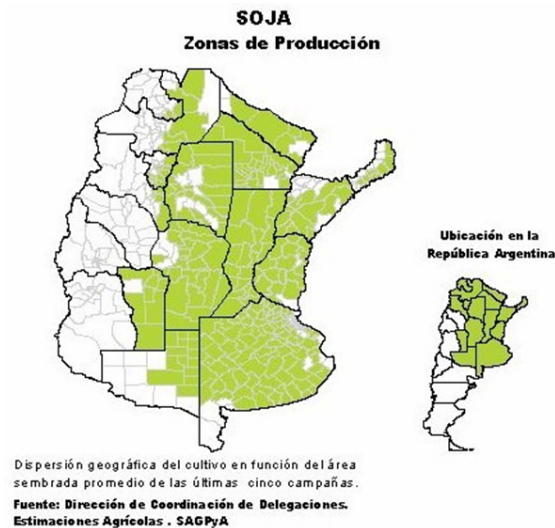 SOJA
Zonas de Producción
Ubicación en la
República Argentina
Dispersión geográfica del cultivo en función del área
sembrada promedio de las últimas cinco campañas.
Fuente: Dirección de Coordinación de Delegaciones.
Estimaciones Agrícolas . SAGPyA